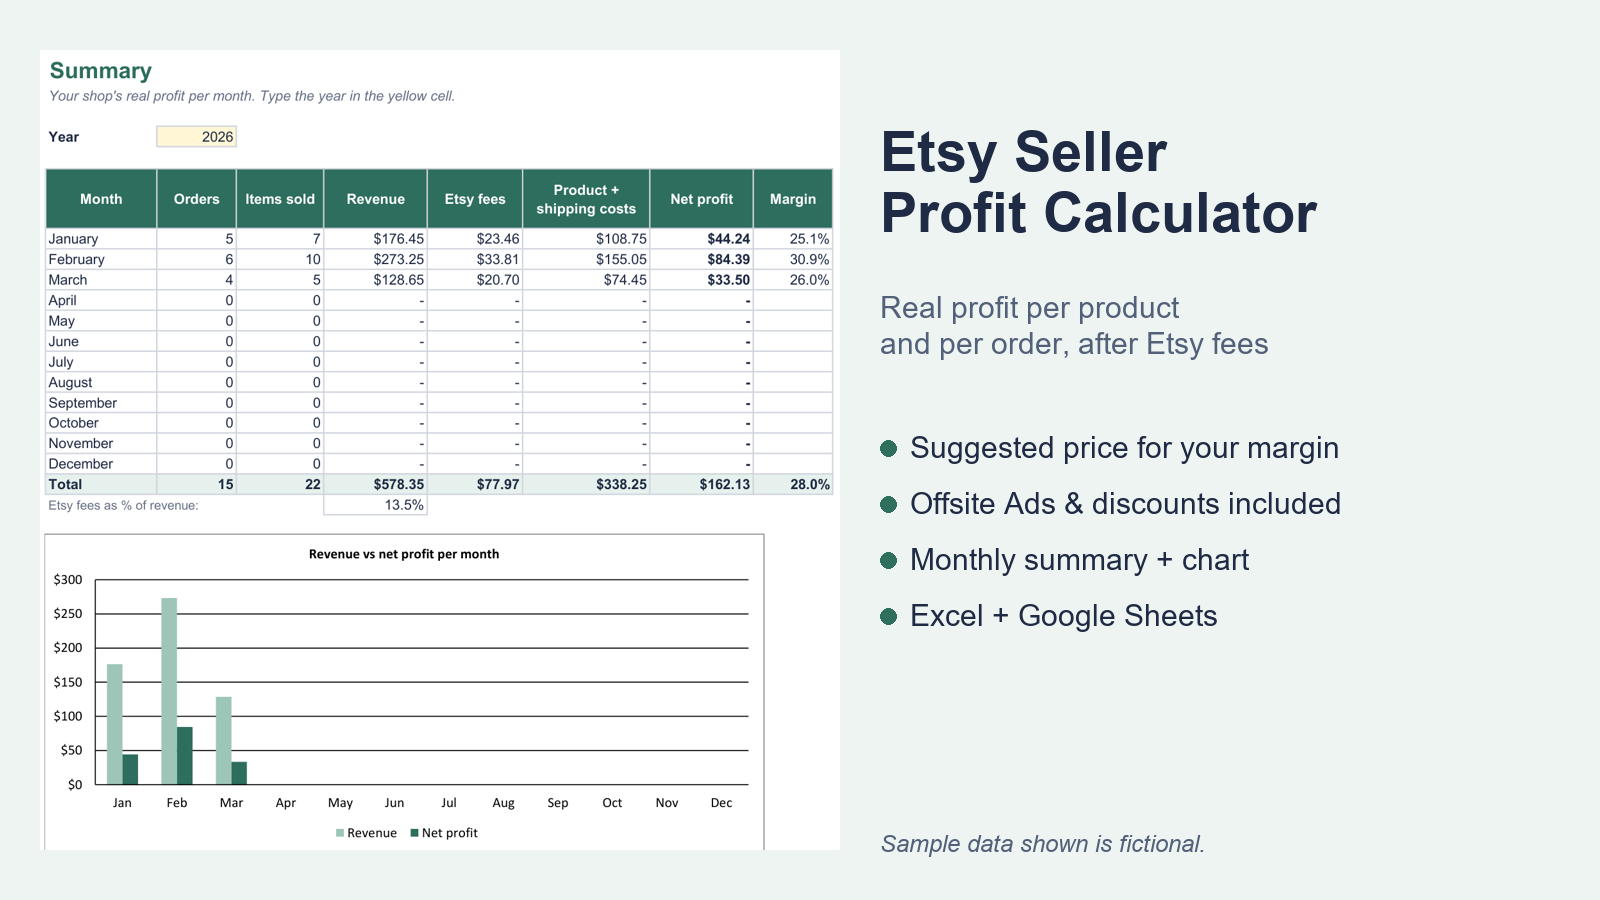 Summary
Your shop's real profit per month. Type the year in the yellow cell.
Year 2026
Month Orders Items sold Revenue Etsy fees Product + shipping costs Net profit Margin
January 5 7 $176.45 $23.46 $108.75 $44.24 25.1%
February 6 10 $273.25 $33.81 $155.05 $84.39 30.9%
March 4 5 $128.65 $20.70 $74.45 $33.50 26.0%
April 0 0 - - - -
May 0 0 - - - -
June 0 0 - - - -
July 0 0 - - - -
August 0 0 - - - -
September 0 0 - - - -
October 0 0 - - - -
November 0 0 - - - -
December 0 0 - - - -
Total 15 22 $578.35 $77.97 $338.25 $162.13 28.0%
Etsy fees as % of revenue: 13.5%
Revenue vs net profit per month
$300
$250
$200
$150
$100
$50
$0
Jan Feb Mar Apr May Jun Jul Aug Sep Oct Nov Dec
Revenue Net profit
Etsy Seller
Profit Calculator
Real profit per product
and per order, after Etsy fees
Suggested price for your margin
Offsite Ads & discounts included
Monthly summary + chart
Excel + Google Sheets
Sample data shown is fictional.